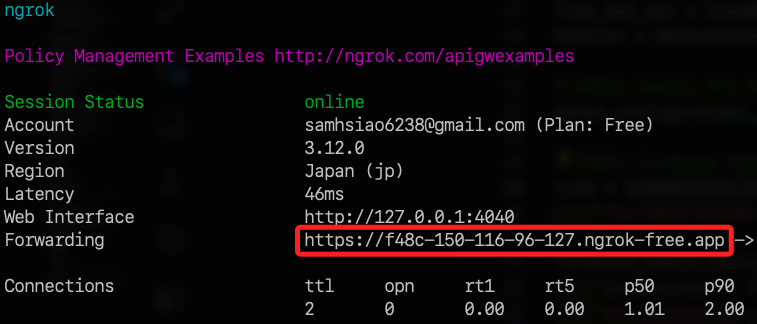 ngrok
Policy Management Examples http://ngrok.com/apigwexamples
Session Status online
Account samhsiao6238@gmail.com (Plan: Free)
Version 3.12.0
Region Japan (jp)
Latency 46ms
Web Interface http://127.0.0.1:4040
Forwarding https://f48c-150-116-96-127.ngrok-free.app ->
Connections ttl opn rt1 rt5 p50 p90
2 0 0.00 0.00 1.01 2.00